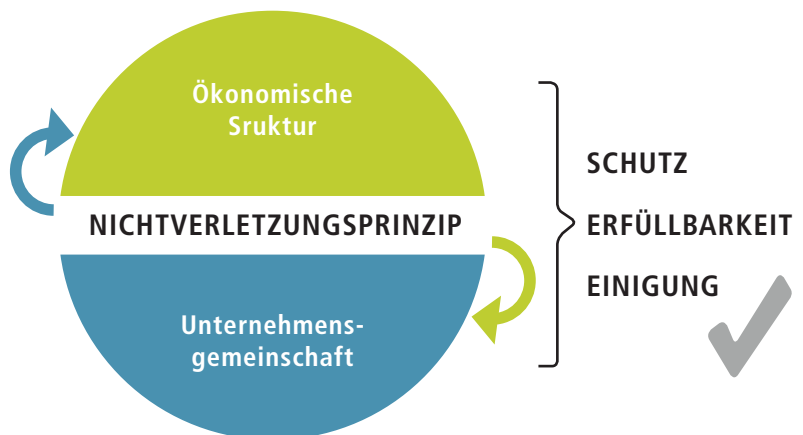 Ökonomische
Sruktur
NICHTVERLETZUNGSPRINZIP
Unternehmens-
gemeinschaft
SCHUTZ
ERFÜLLBARKEIT
EINIGUNG